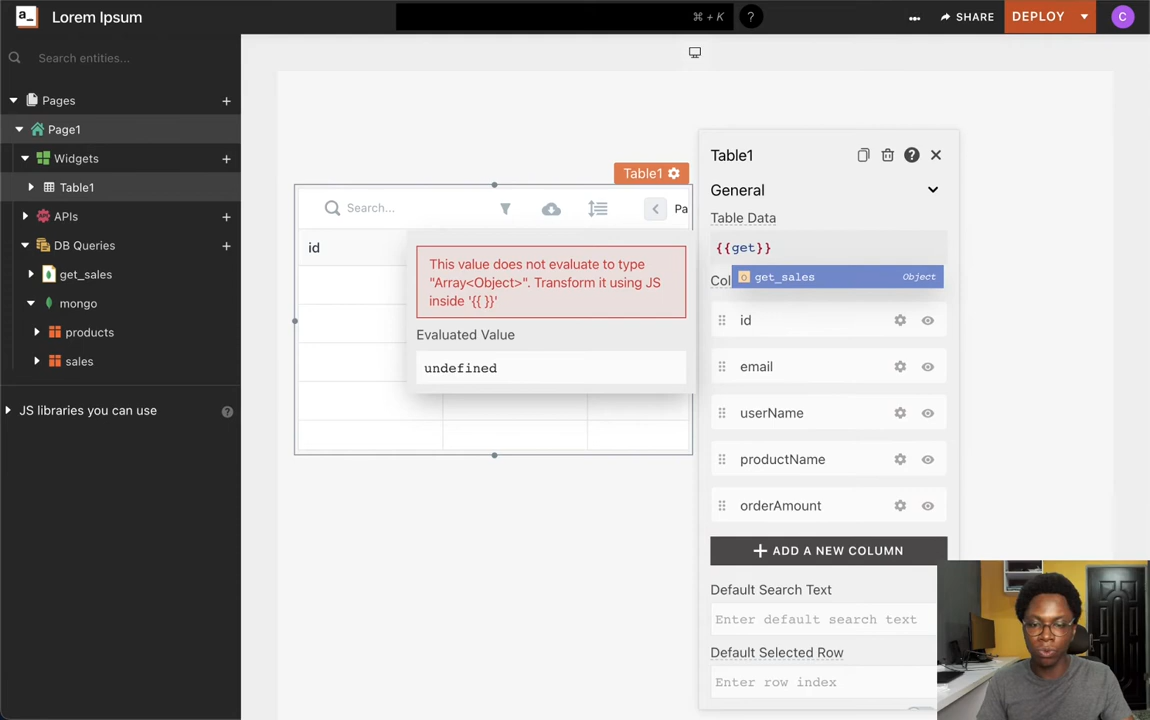 a_
Lorem Ipsum
⌘ + K
?
SHARE
DEPLOY
C
Search entities...
Pages
Page1
Widgets
Table1
APIs
DB Queries
get_sales
mongo
products
sales
JS libraries you can use
?
Table1
Search...
Pa
id
This value does not evaluate to type
"Array<Object>". Transform it using JS
inside '{{ }}'
Evaluated Value
undefined
Table1
?
General
Table Data
{{get}}
get_sales Object
Col
id
email
userName
productName
orderAmount
ADD A NEW COLUMN
Default Search Text
Enter default search text
Default Selected Row
Enter row index